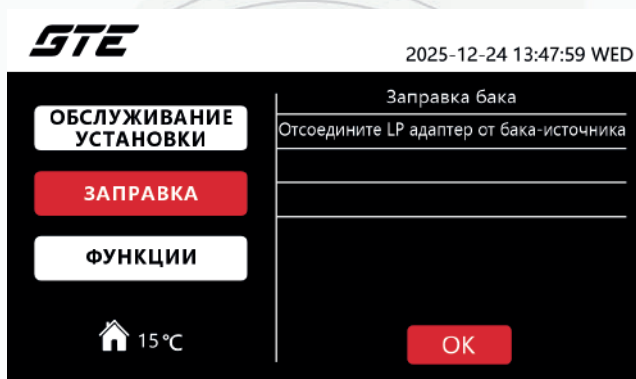 GTE
2025-12-24 13:47:59 WED
ОБСЛУЖИВАНИЕ
УСТАНОВКИ
ЗАПРАВКА
ФУНКЦИИ
15°C
Заправка бака
Отсоедините LP адаптер от бака-источника
OK